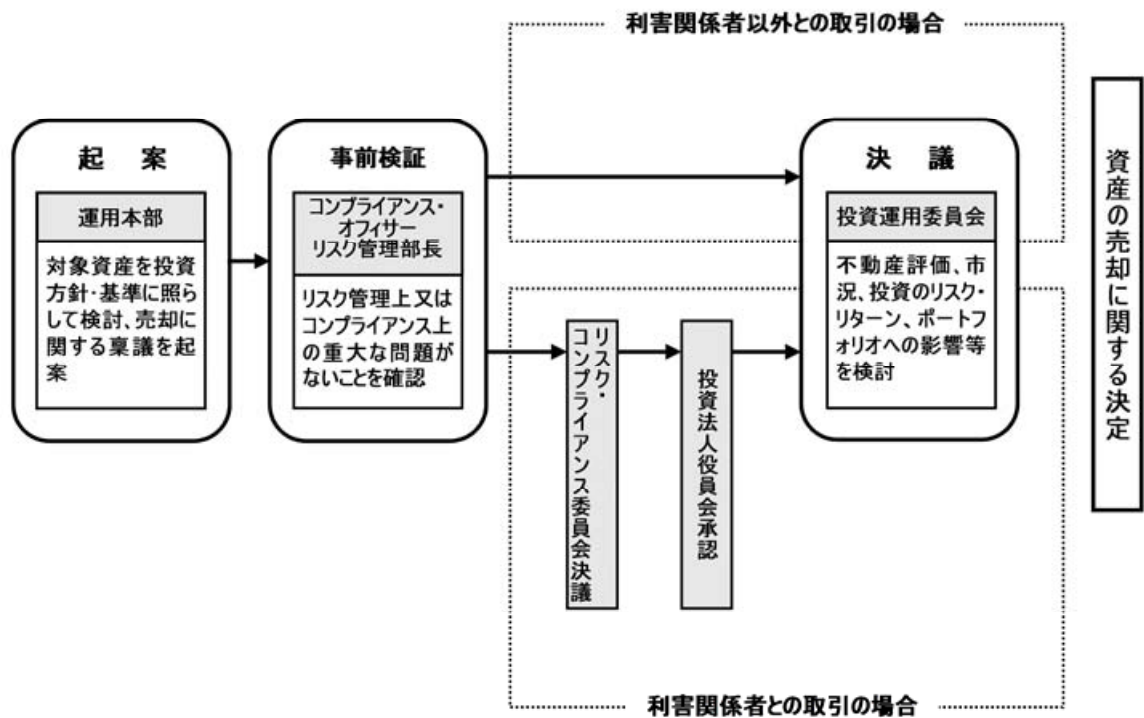 利害関係者以外との取引の場合
起　案
運用本部
対象資産を投資
方針・基準に照ら
して検討、売却に
関する稟議を起
案
事前検証
コンプライアンス・
オフィサー
リスク管理部長
リスク管理上又は
コンプライアンス上
の重大な問題が
ないことを確認
リスク・
コンプライアンス委員会決議
投資法人役員会承認
決　議
投資運用委員会
不動産評価、市
況、投資のリスク・
リターン、ポートフ
ォリオへの影響等
を検討
資産の売却に関する決定
利害関係者との取引の場合